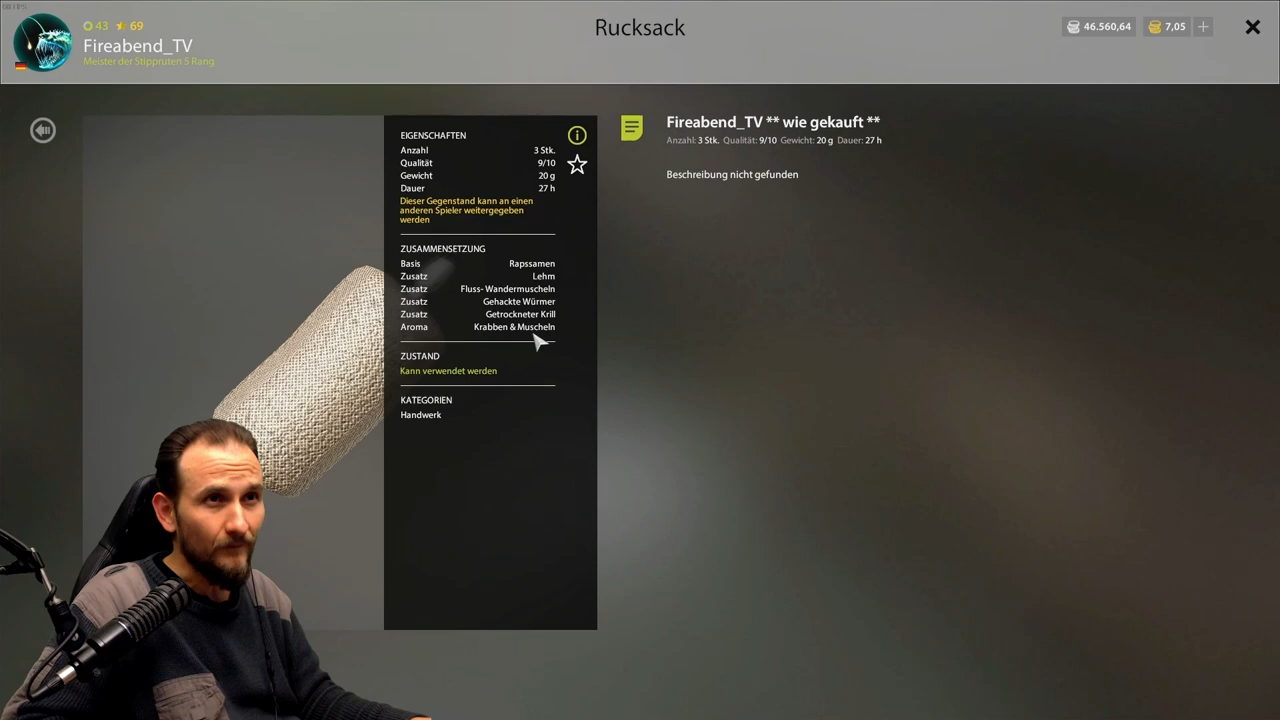 43 69
Fireabend_TV
Meister der Stippruten 5 Rang
Rucksack
46.560,64 7,05
EIGENSCHAFTEN
Anzahl 3 Stk.
Qualität 9/10
Gewicht 20 g
Dauer 27 h
Dieser Gegenstand kann an einen
anderen Spieler weitergegeben
werden
ZUSAMMENSETZUNG
Basis Rapssamen
Zusatz Lehm
Zusatz Fluss- Wandermuscheln
Zusatz Gehackte Würmer
Zusatz Getrockneter Krill
Aroma Krabben & Muscheln
ZUSTAND
Kann verwendet werden
KATEGORIEN
Handwerk
Fireabend_TV ** wie gekauft **
Anzahl: 3 Stk. Qualität: 9/10 Gewicht: 20 g Dauer: 27 h
Beschreibung nicht gefunden